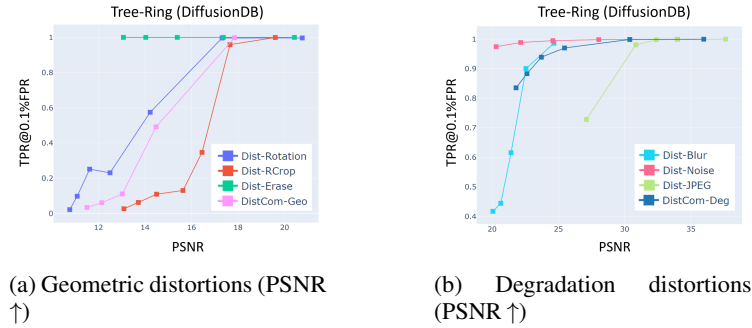 Tree-Ring (DiffusionDB)
TPR@0.1%FPR
1
0.8
0.6
0.4
0.2
0
12
14
16
18
20
PSNR
Dist-Rotation
Dist-RCrop
Dist-Erase
DistCom-Geo
(a) Geometric distortions (PSNR
↑)
Tree-Ring (DiffusionDB)
TPR@0.1%FPR
1
0.9
0.8
0.7
0.6
0.5
0.4
20
25
30
35
PSNR
Dist-Blur
Dist-Noise
Dist-JPEG
DistCom-Deg
(b) Degradation distortions
(PSNR ↑)